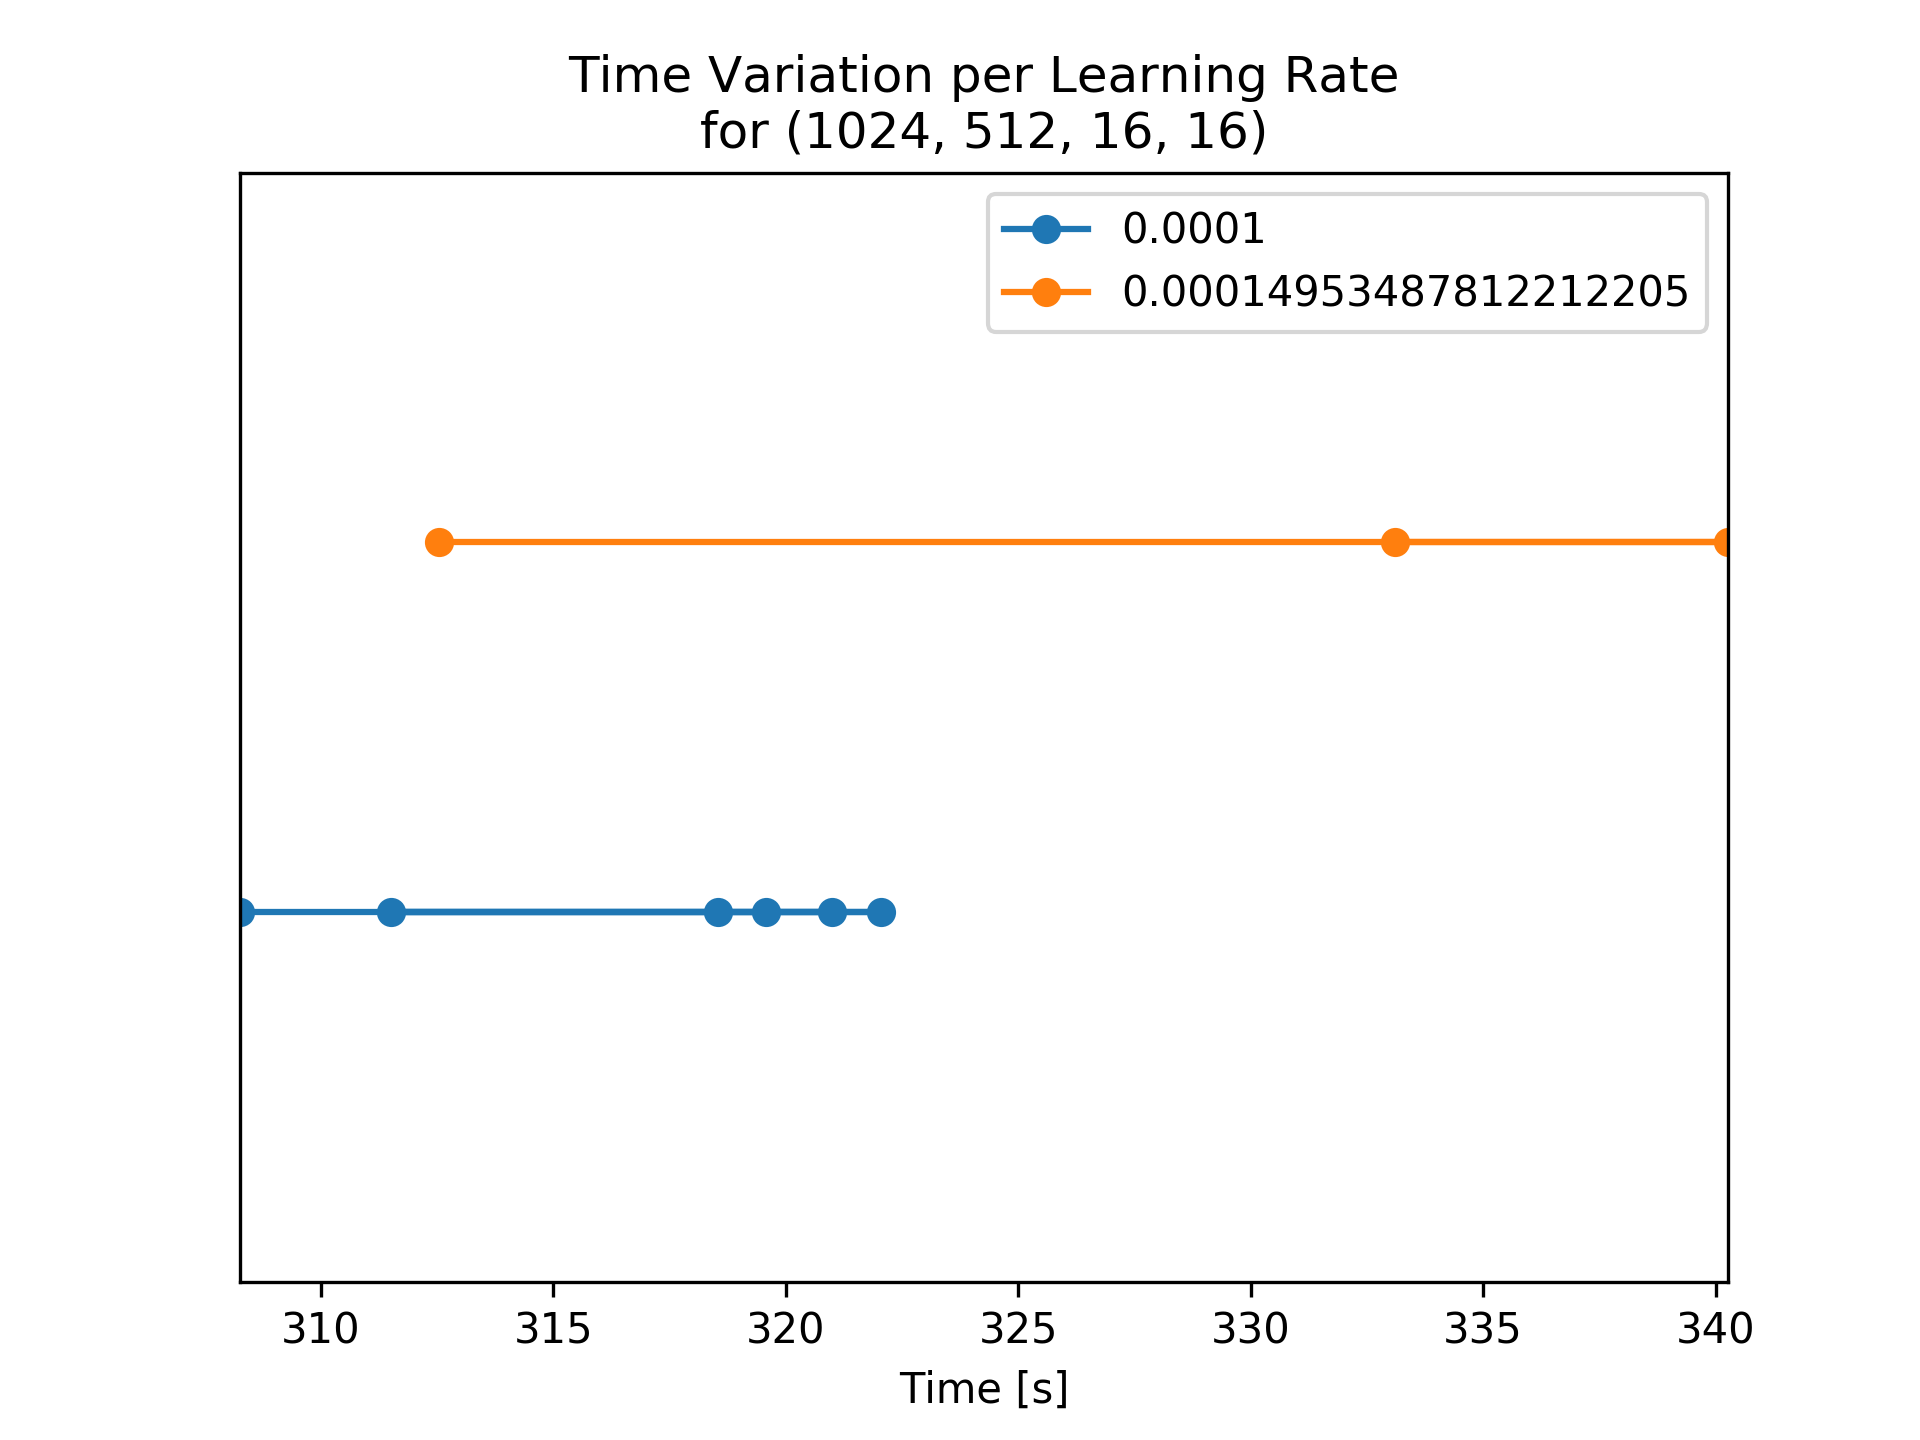 Time Variation per Learning Rate
for (1024, 512, 16, 16)
0.0001
0.00014953487812212205
310 315 320 325 330 335 340
Time [s]